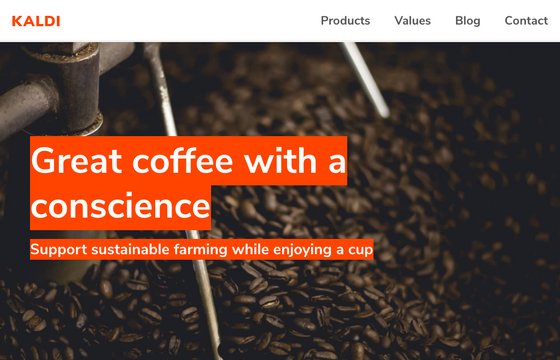 KALDI
Products Values Blog Contact
Great coffee with a
conscience
Support sustainable farming while enjoying a cup